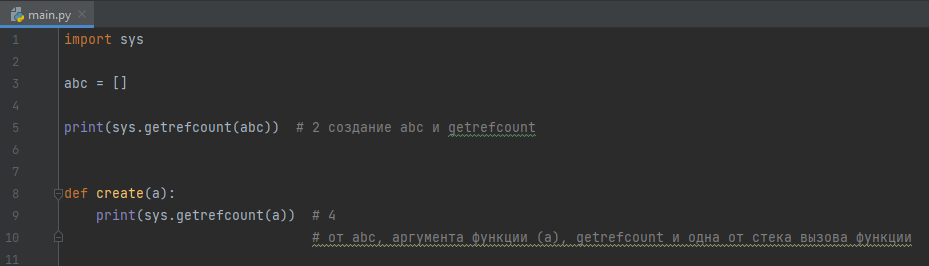 main.py
1 import sys
2
3 abc = []
4
5 print(sys.getrefcount(abc))  # 2 создание abc и getrefcount
6
7
8 def create(a):
9     print(sys.getrefcount(a))  # 4
10                               # от abc, аргумента функции (a), getrefcount и одна от стека вызова функции
11